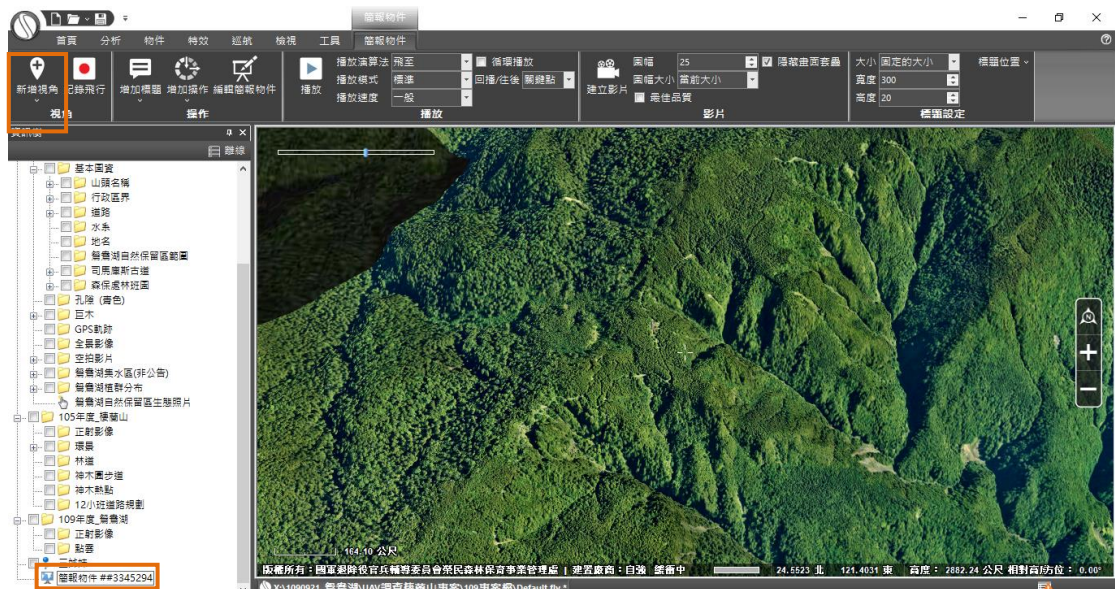 簡報物件
首頁 分析 物件 特效 巡航 檢視 工具 簡報物件
新增視角 記錄飛行 增加標題 增加操作 編輯簡報物件 播放
播放演算法 飛至 循環播放
播放模式 標準 回播/往後 關鍵點
播放速度 一般
建立影片
圖幅 25 隱藏畫面套疊
圖幅大小 當前大小
最佳品質
大小 固定的大小 標題位置
寬度 300
高度 20
視角 操作 播放 影片 標題設定
資訊樹
離線
基本圖資
山頭名稱
行政區界
道路
水系
地名
鴛鴦湖自然保留區範圍
司馬庫斯古道
森保處林班圖
孔隙 (青色)
巨木
GPS軌跡
全景影像
空拍影片
鴛鴦湖集水區(非公告)
鴛鴦湖植群分布
鴛鴦湖自然保留區生態照片
105年度_棲蘭山
正射影像
環景
林道
神木園步道
神木熱點
12小班道路規劃
109年度_鴛鴦湖
正射影像
點雲
三姊妹
簡報物件 ##3345294
N
164.10 公尺
版權所有：國軍退除役官兵輔導委員會榮民森林保育事業管理處 | 建置廠商：自強 緩衝中 24.5523 北 121.4031 東 高度： 2882.24 公尺 相對高/方位： 0.00°